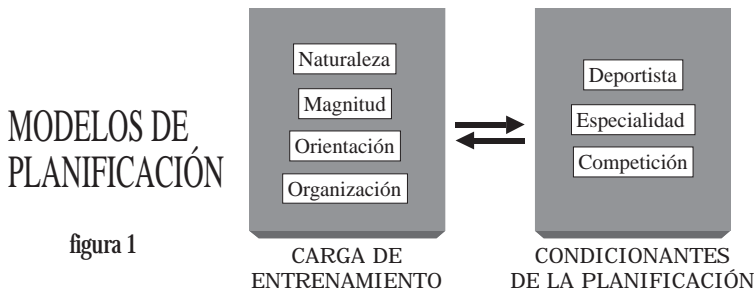 MODELOS DE
PLANIFICACIÓN
figura 1
Naturaleza
Magnitud
Orientación
Organización
CARGA DE
ENTRENAMIENTO
Deportista
Especialidad
Competición
CONDICIONANTES
DE LA PLANIFICACIÓN